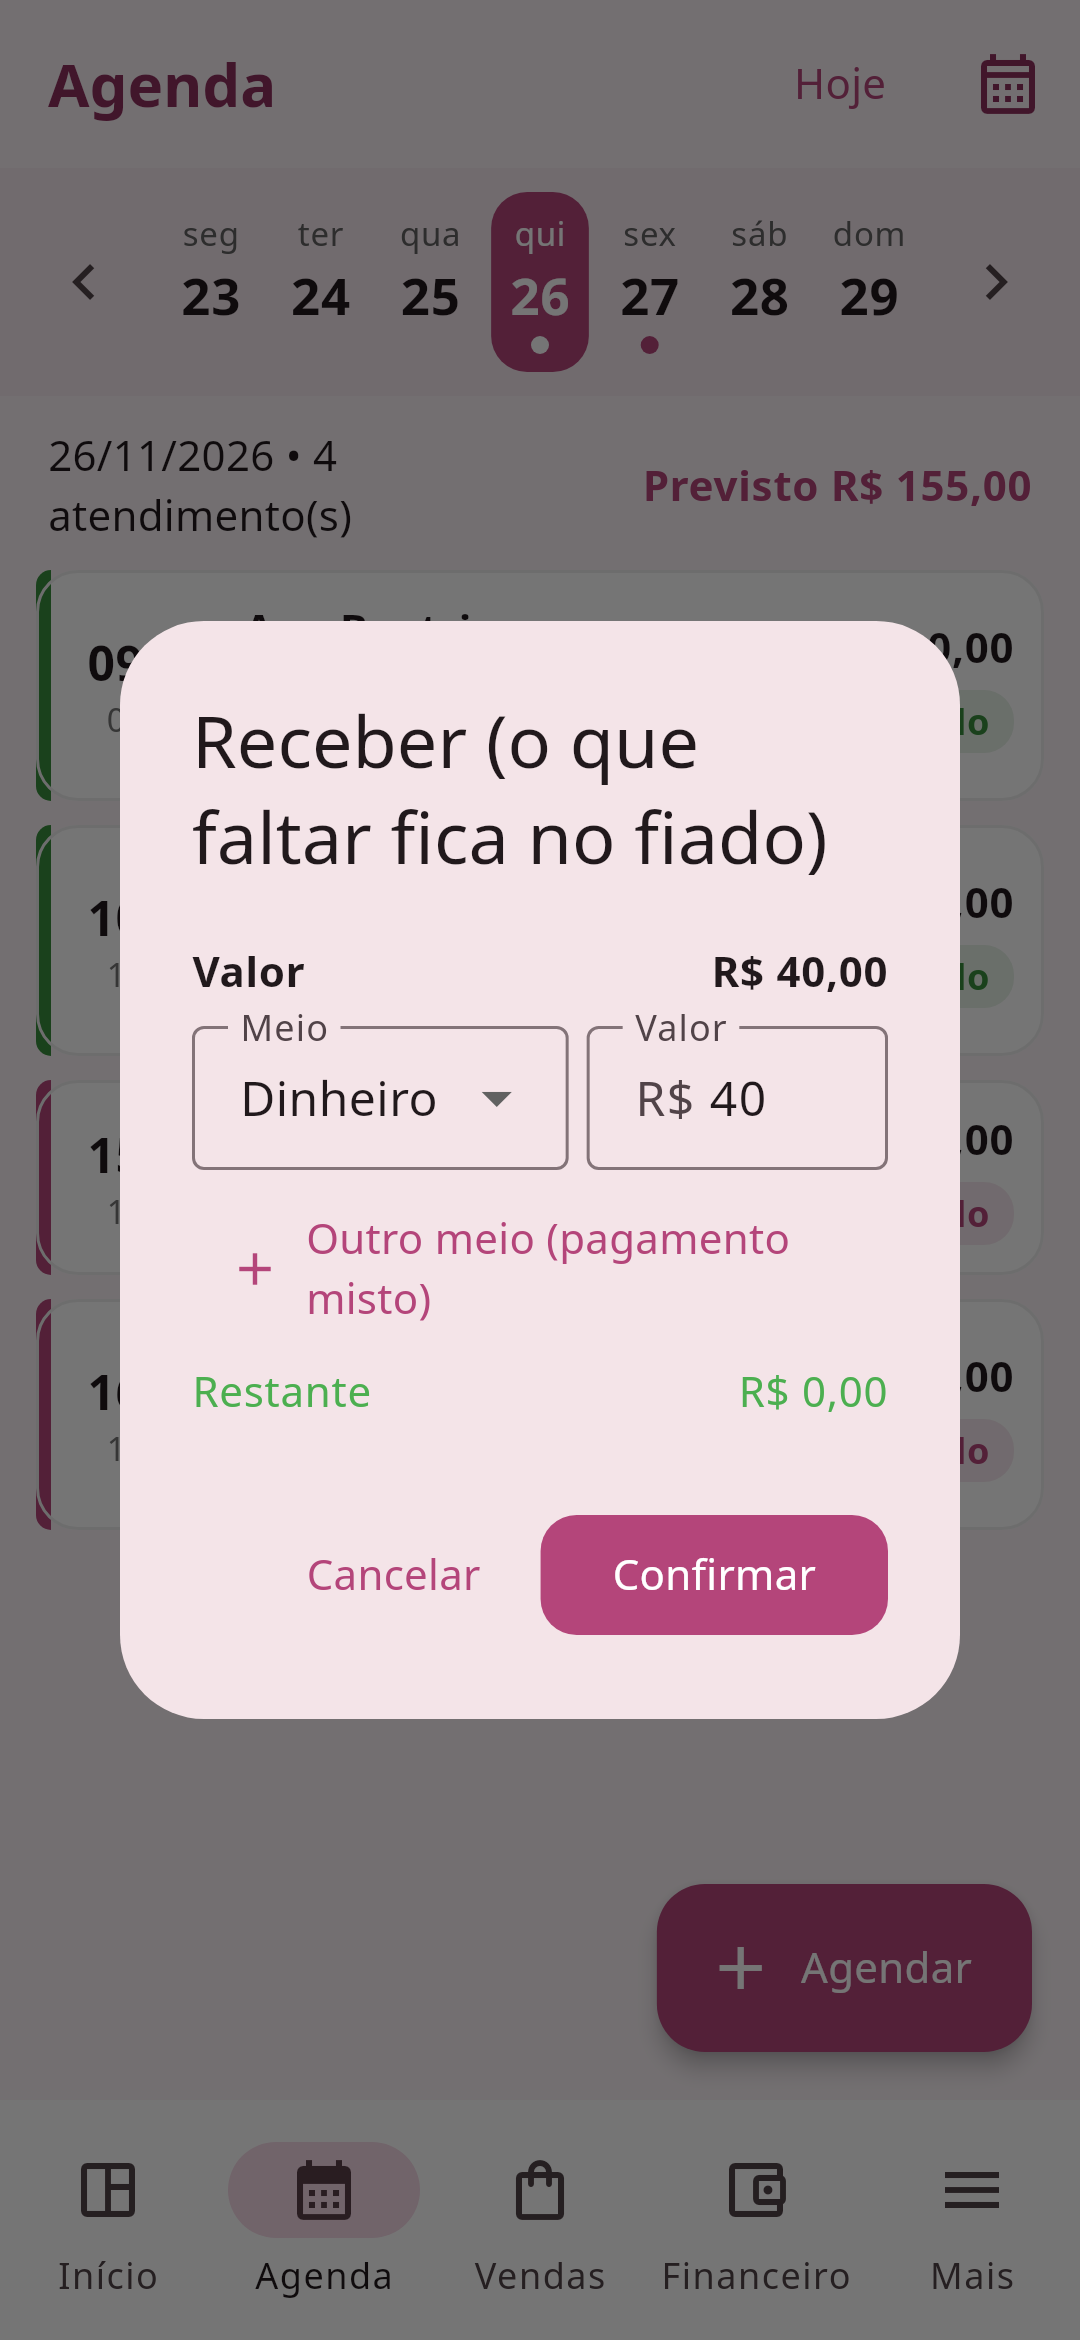 Agenda
Hoje
seg ter qua qui sex sáb dom
23 24 25 26 27 28 29
26/11/2026 • 4
atendimento(s)
Previsto R$ 155,00
Receber (o que
faltar fica no fiado)
Valor R$ 40,00
Meio Valor
Dinheiro R$ 40
Outro meio (pagamento
misto)
Restante R$ 0,00
Cancelar Confirmar
Agendar
Início Agenda Vendas Financeiro Mais